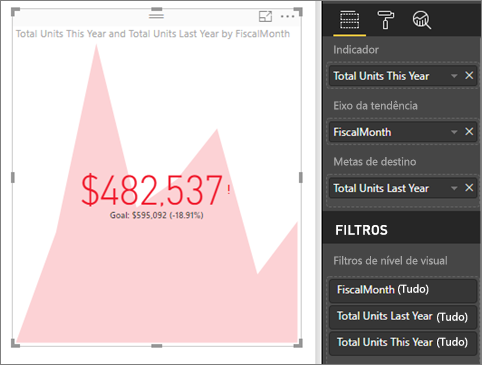 Total Units This Year and Total Units Last Year by FiscalMonth
$482,537!
Goal: $595,092 (-18.91%)
Indicador
Total Units This Year
Eixo da tendência
FiscalMonth
Metas de destino
Total Units Last Year
FILTROS
Filtros de nível de visual
FiscalMonth (Tudo)
Total Units Last Year (Tudo)
Total Units This Year (Tudo)